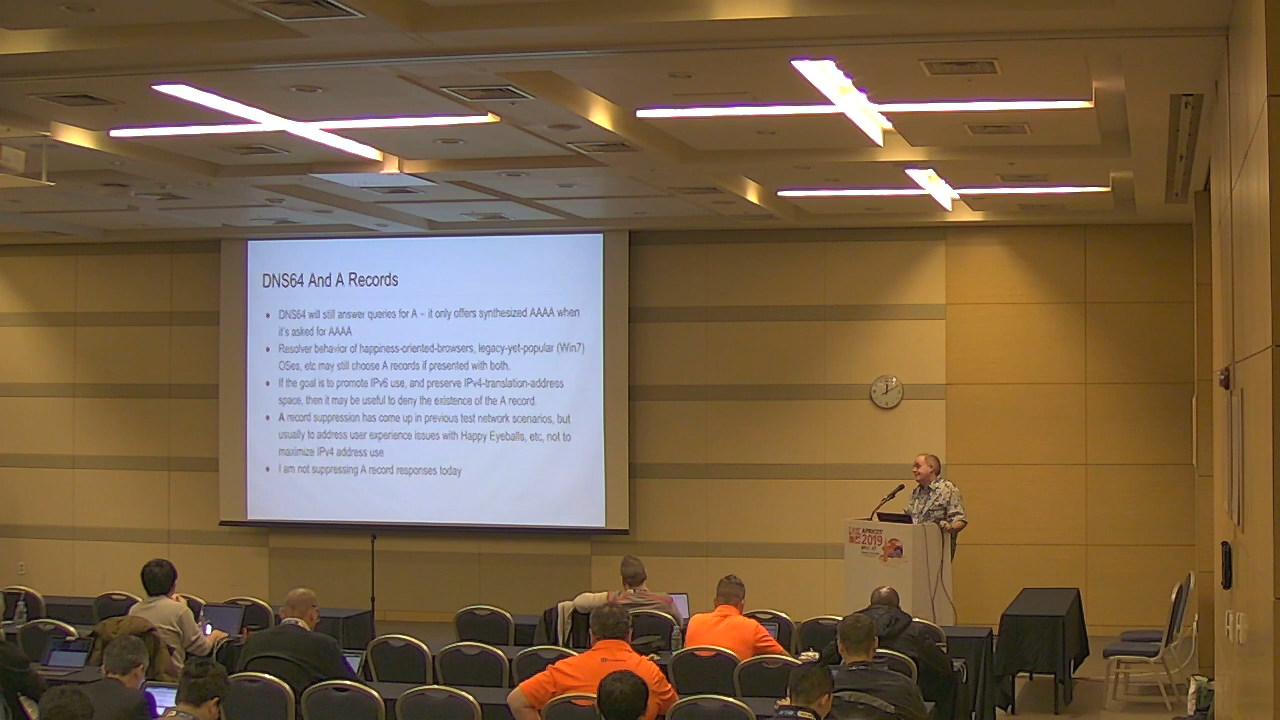 DNS64 And A Records
• DNS64 will still answer queries for A – it only offers synthesized AAAA when
it's asked for AAAA
• Resolver behavior of happiness-oriented-browsers, legacy-yet-popular (Win7)
OSes, etc may still choose A records if presented with both.
• If the goal is to promote IPv6 use, and preserve IPv4-translation-address
space, then it may be useful to deny the existence of the A record.
• A record suppression has come up in previous test network scenarios, but
usually to address user experience issues with Happy Eyeballs, etc, not to
maximize IPv4 address use
• I am not suppressing A record responses today
APRICOT
2019